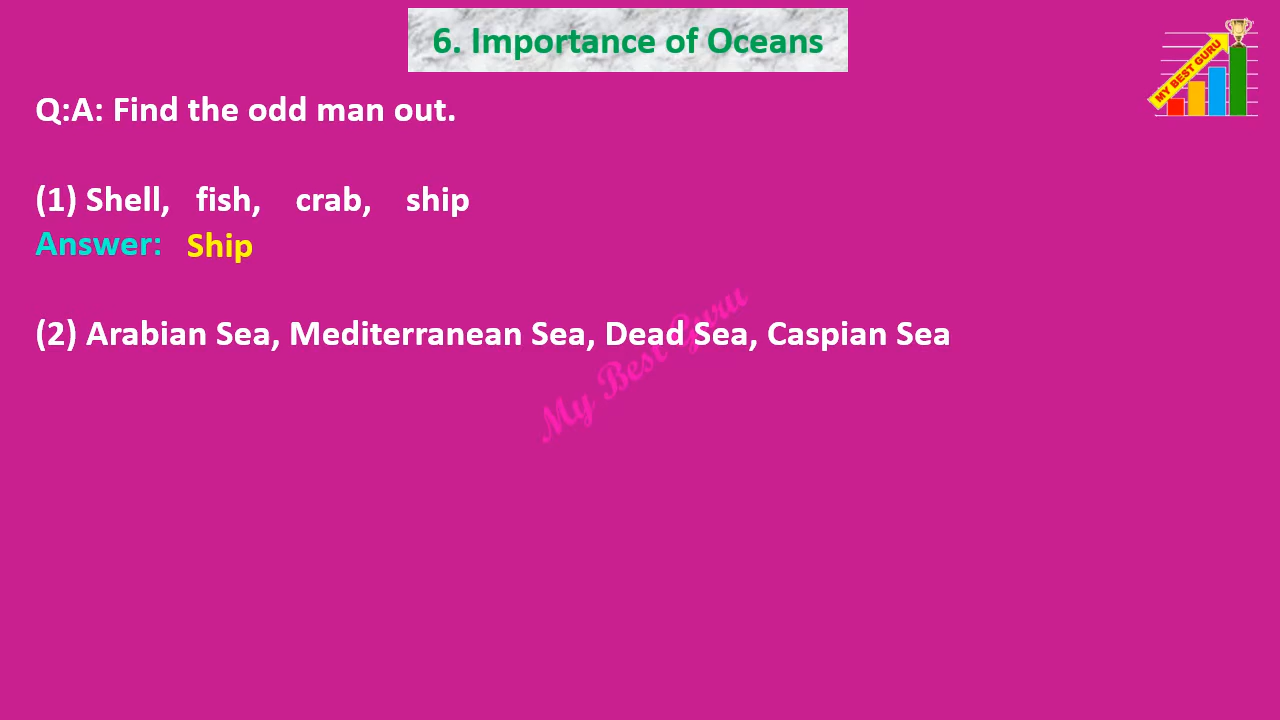 6. Importance of Oceans
MY BEST GURU
Q:A: Find the odd man out.
(1) Shell, fish, crab, ship
Answer: Ship
(2) Arabian Sea, Mediterranean Sea, Dead Sea, Caspian Sea
My Best Guru